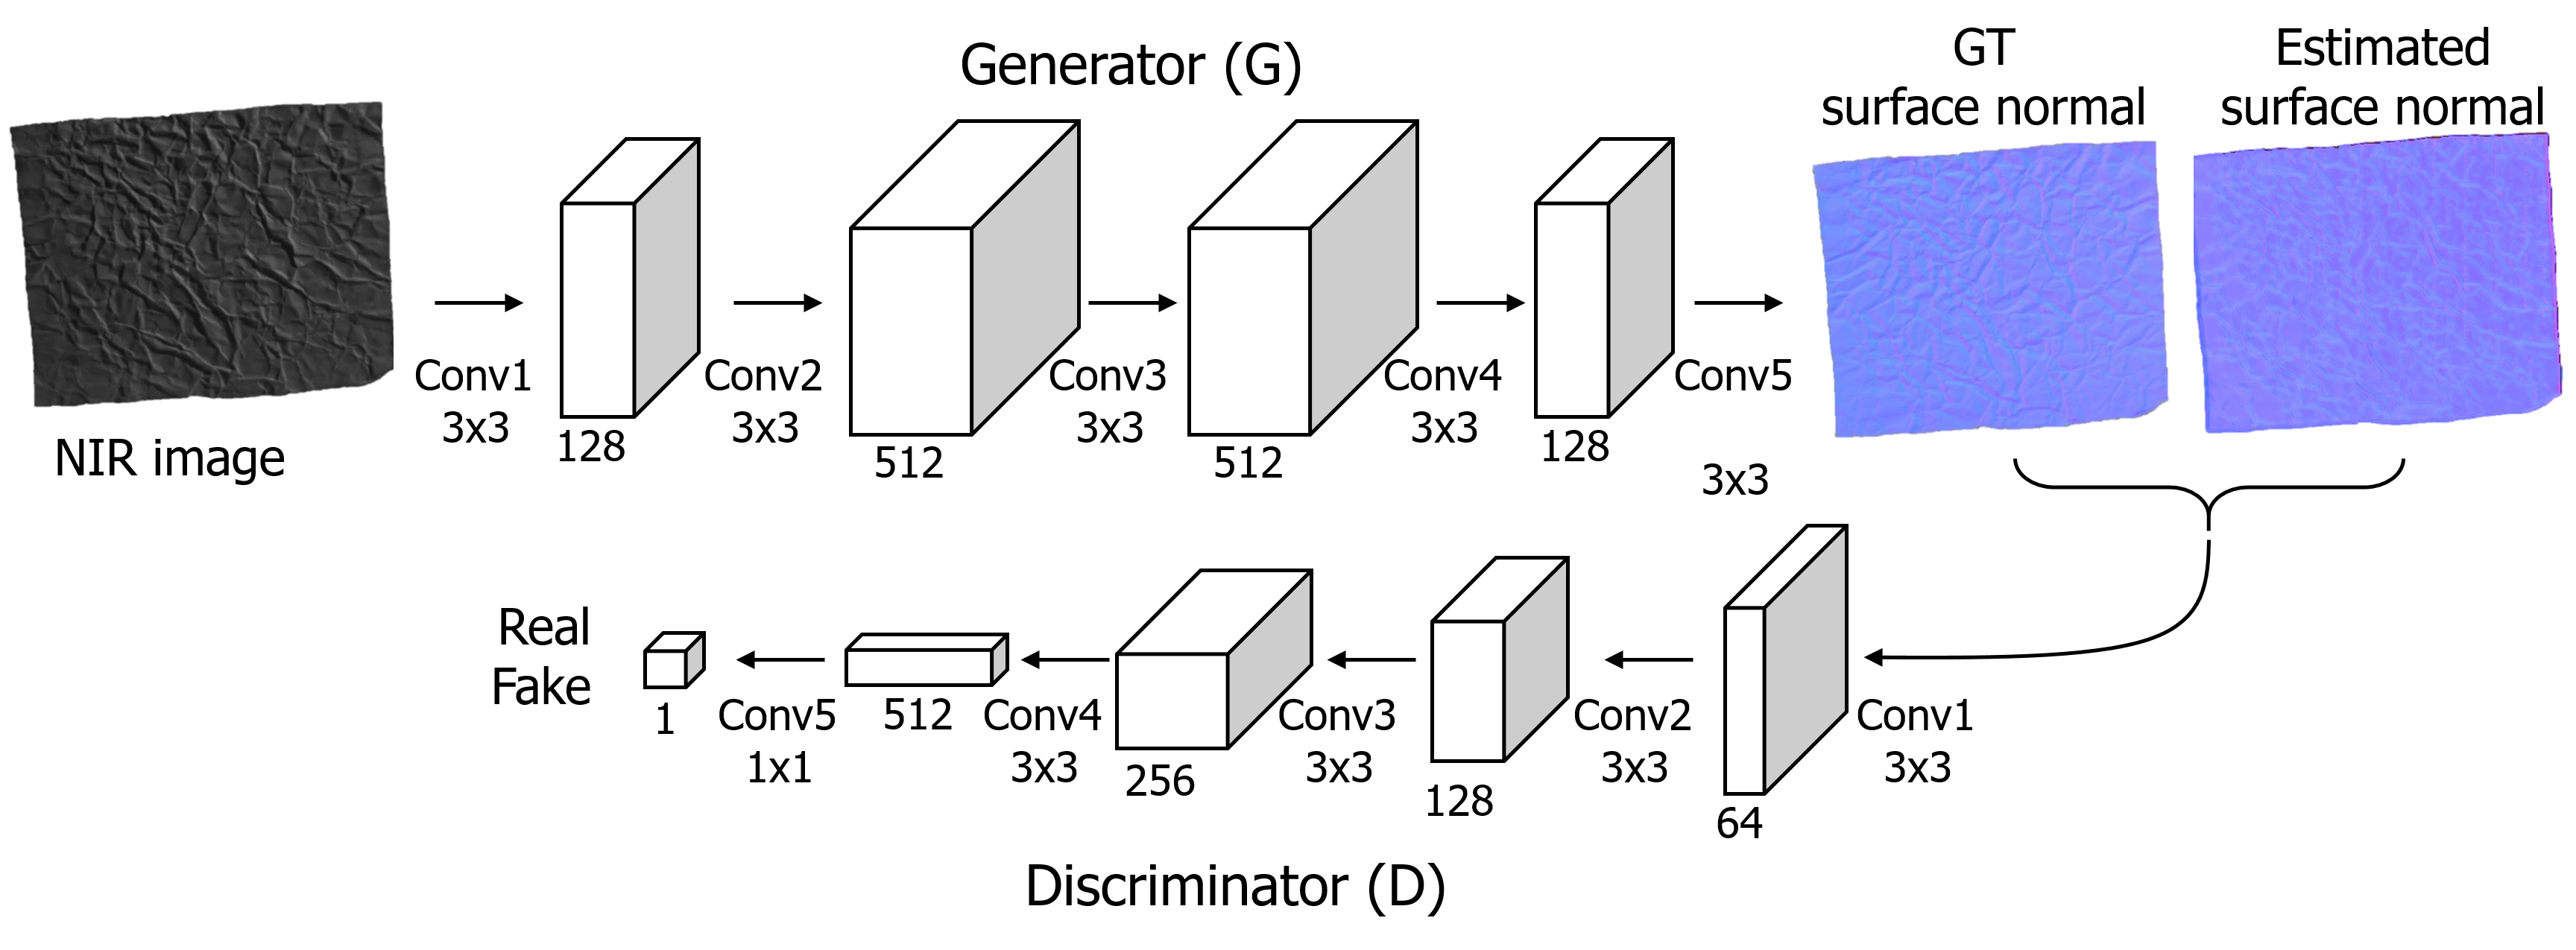 Generator (G)
GT
surface normal
Estimated
surface normal
NIR image
Conv1
3x3
128
Conv2
3x3
512
Conv3
3x3
512
Conv4
3x3
128
Conv5
3x3
Real
Fake
1
Conv5
1x1
512
Conv4
3x3
256
Conv3
3x3
128
Conv2
3x3
64
Conv1
3x3
Discriminator (D)